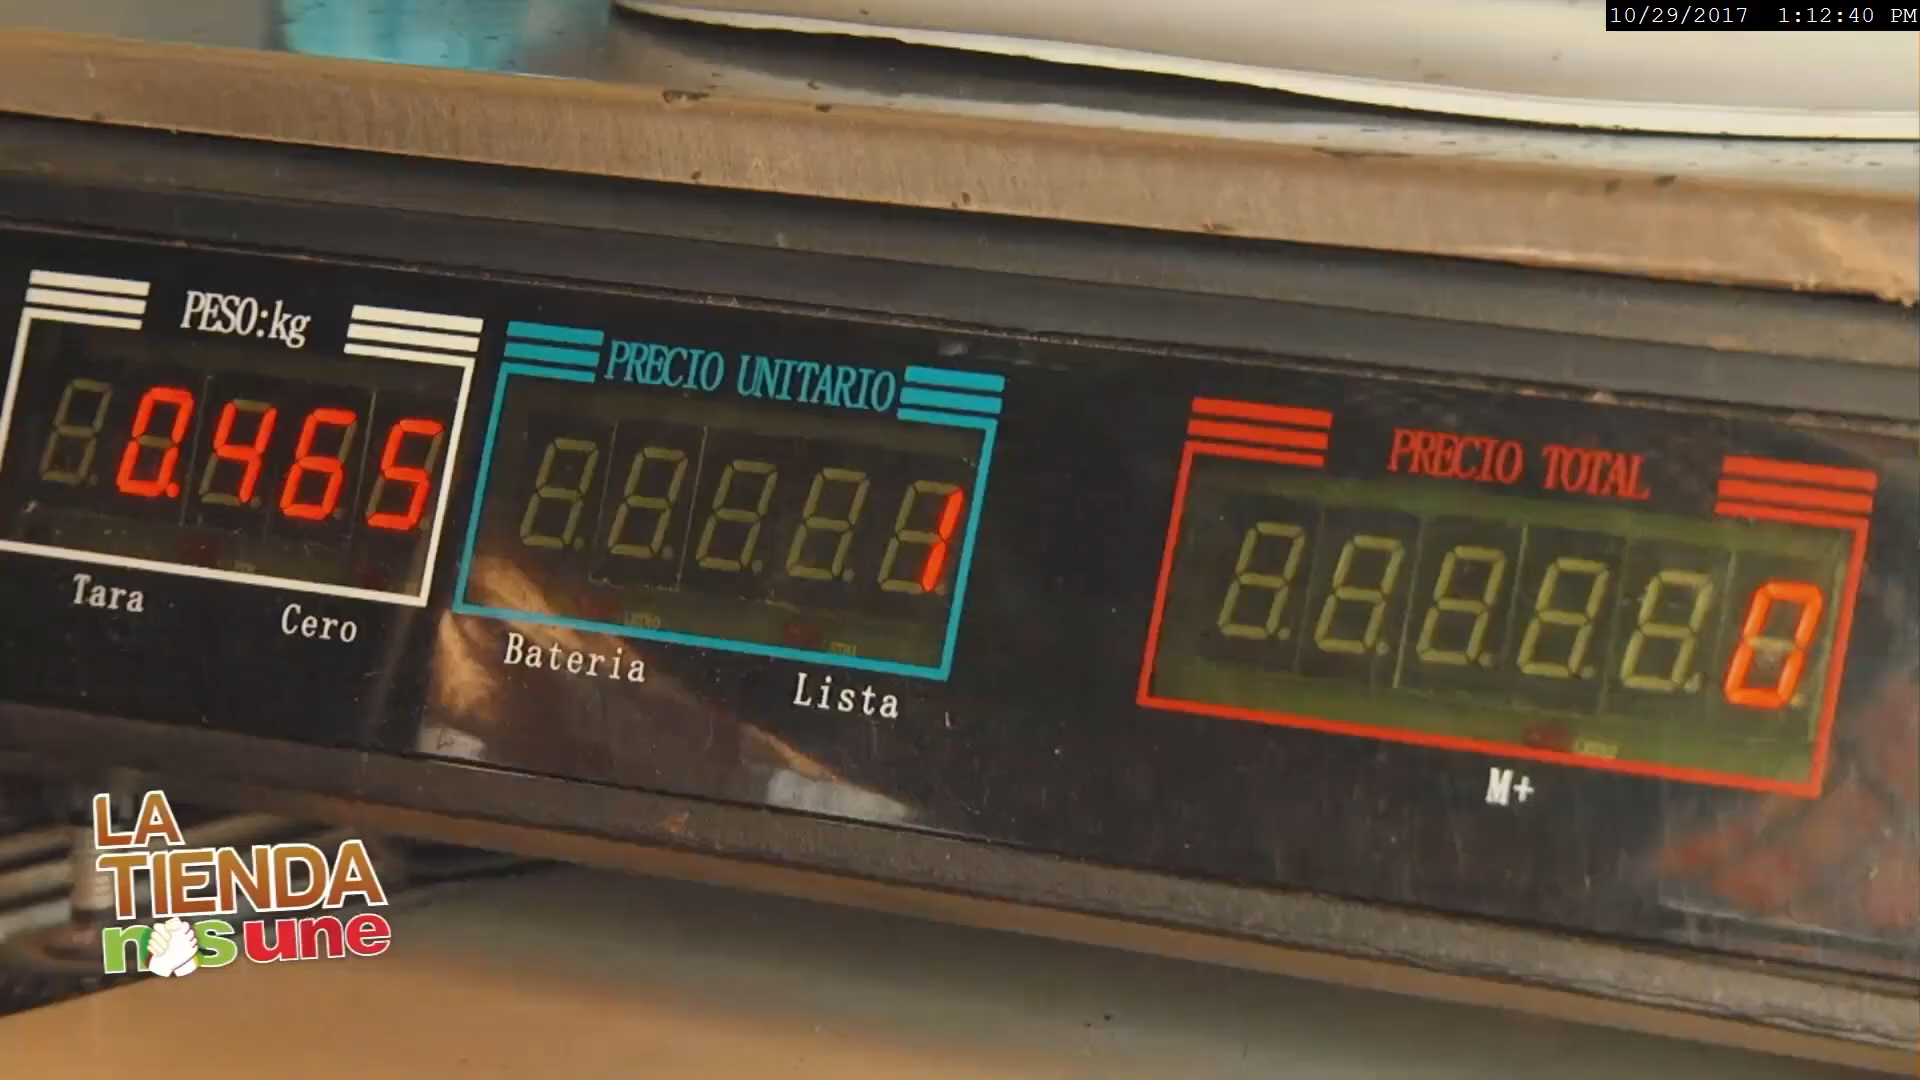 10/29/2017 1:12:40 PM
PESO:kg
PRECIO UNITARIO
PRECIO TOTAL
0.465
1
0
Tara
Cero
Bateria
Lista
M+
LA
TIENDA
nos une